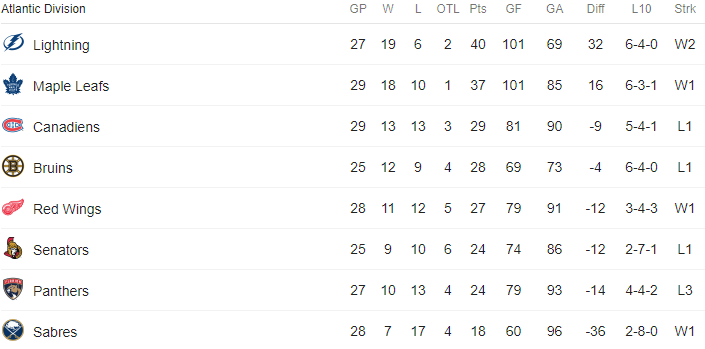 Atlantic Division GP W L OTL Pts GF GA Diff L10 Strk
Lightning 27 19 6 2 40 101 69 32 6-4-0 W2
Maple Leafs 29 18 10 1 37 101 85 16 6-3-1 W1
Canadiens 29 13 13 3 29 81 90 -9 5-4-1 L1
Bruins 25 12 9 4 28 69 73 -4 6-4-0 L1
Red Wings 28 11 12 5 27 79 91 -12 3-4-3 W1
Senators 25 9 10 6 24 74 86 -12 2-7-1 L1
Panthers 27 10 13 4 24 79 93 -14 4-4-2 L3
Sabres 28 7 17 4 18 60 96 -36 2-8-0 W1